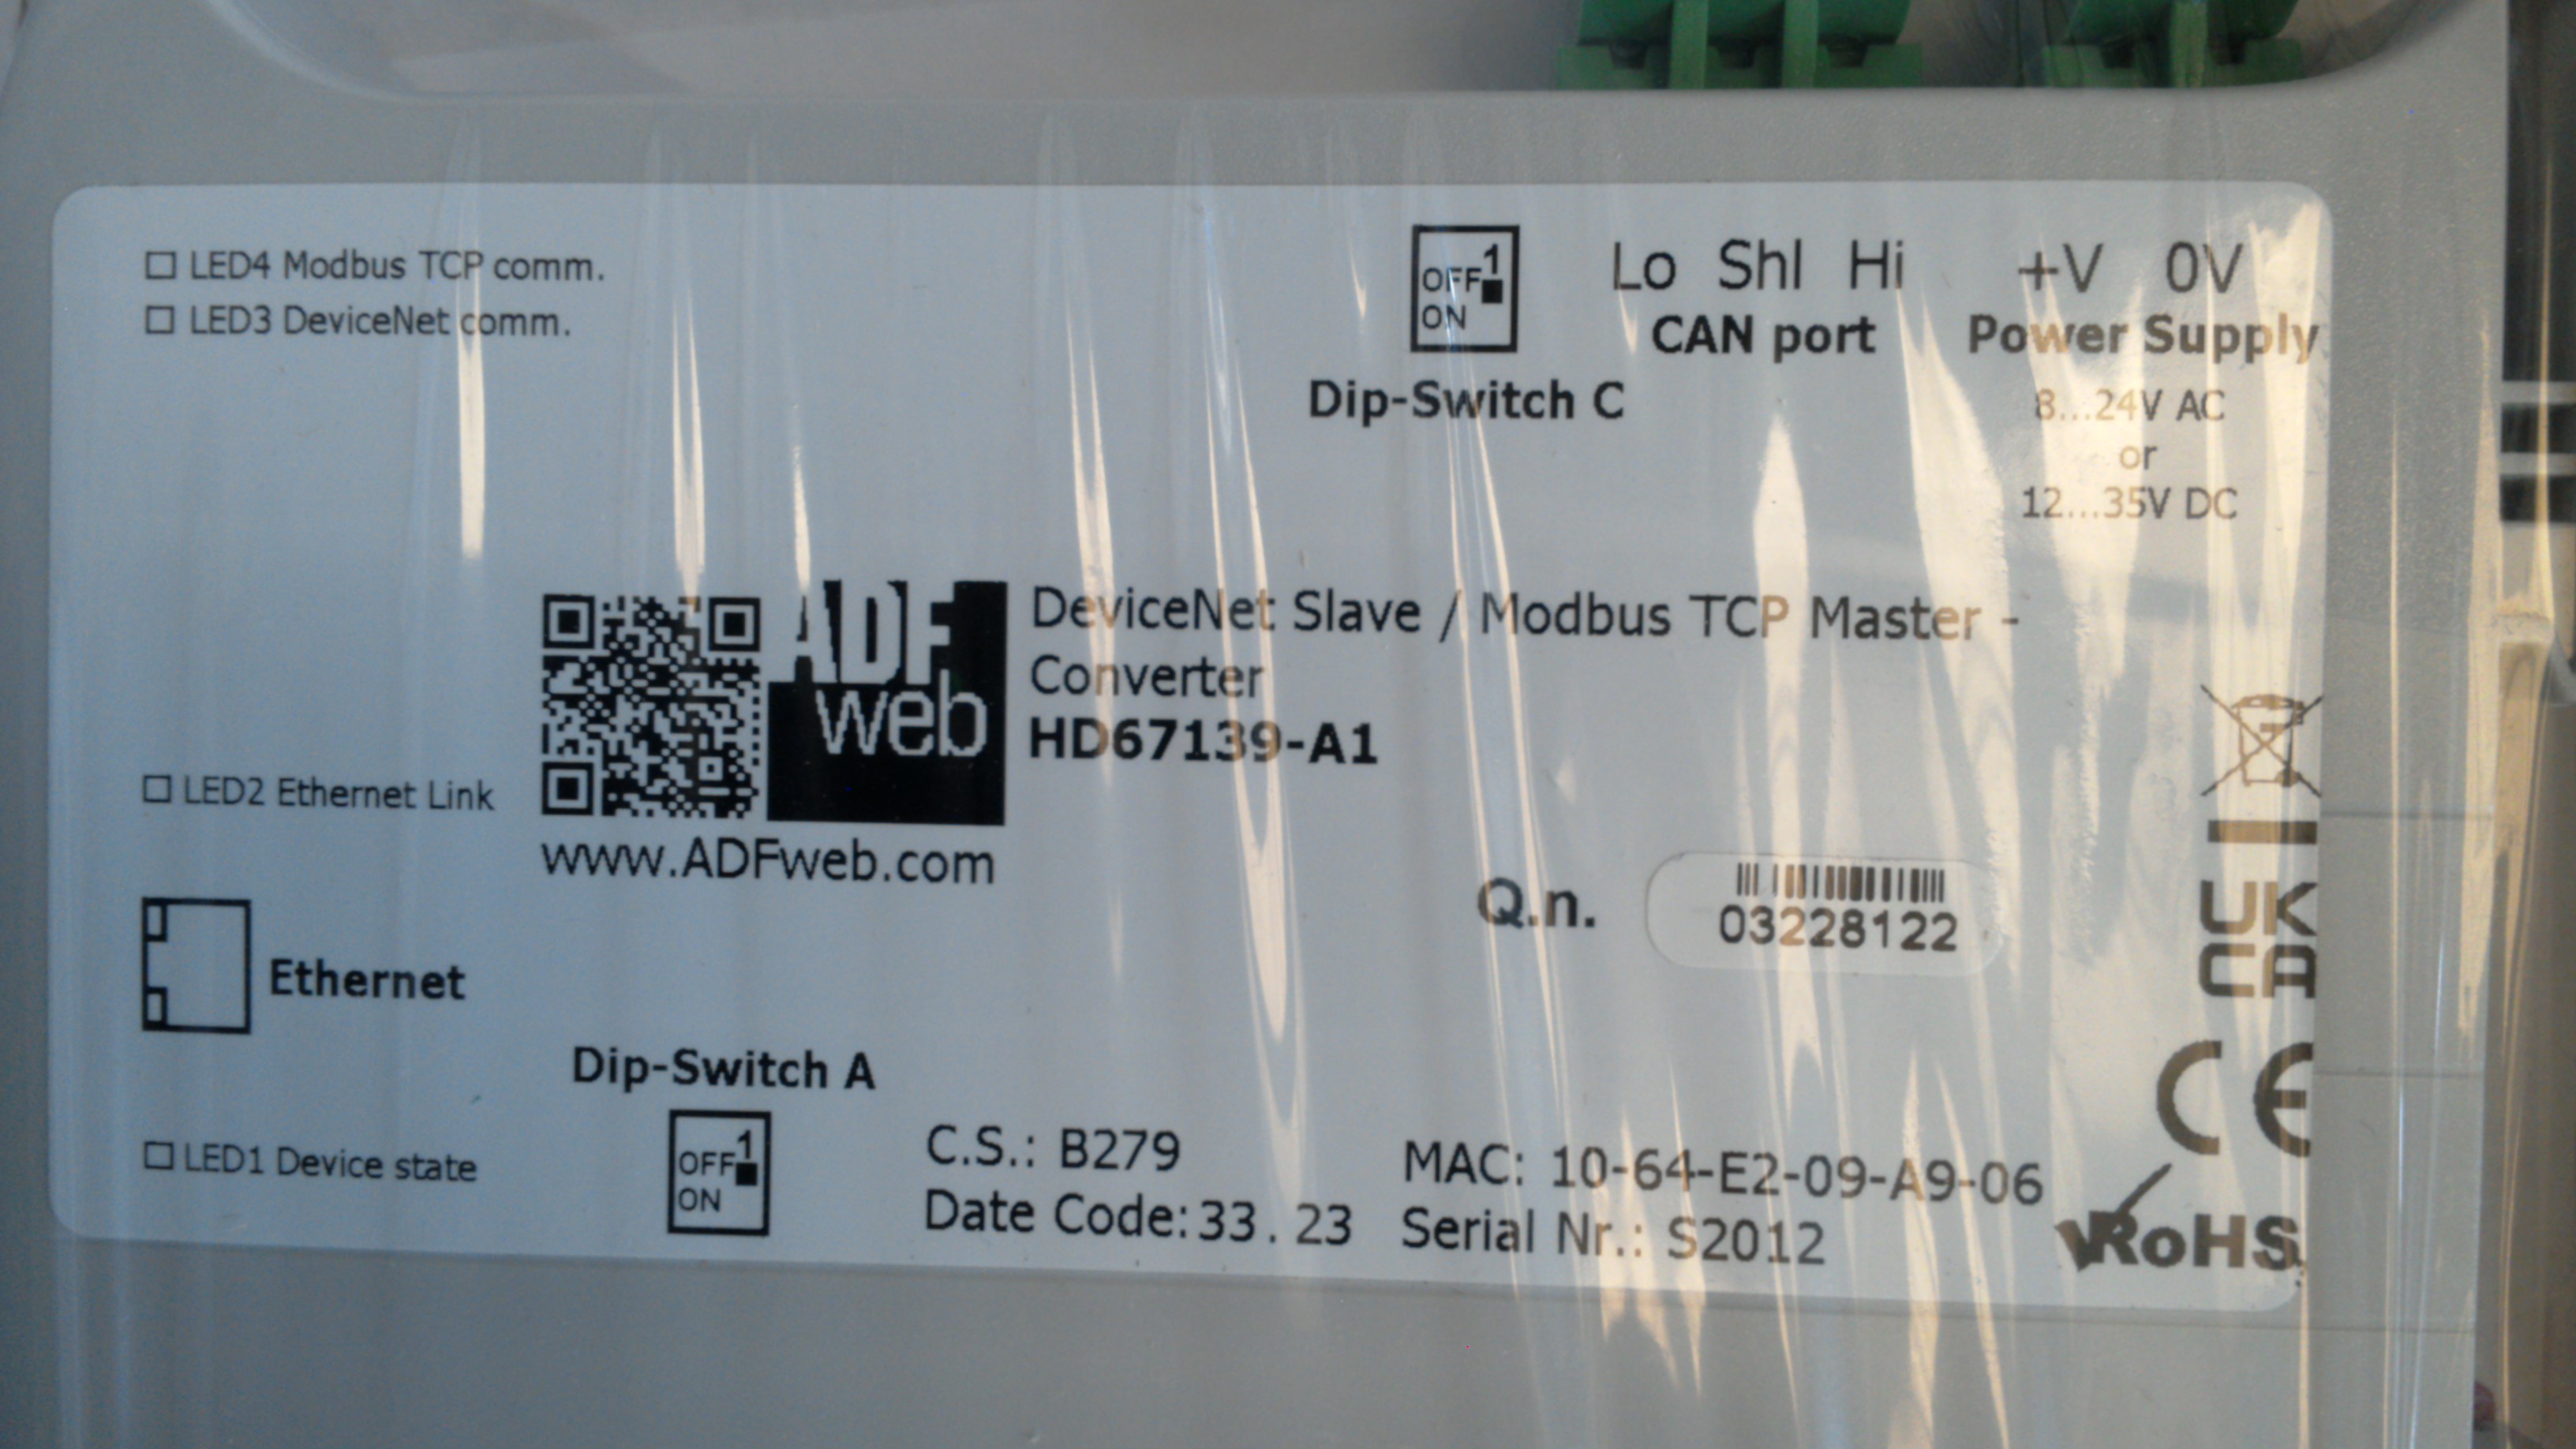 LED4 Modbus TCP comm.
LED3 DeviceNet comm.
1
OFF
ON
Dip-Switch C
Lo Shl Hi
CAN port
+V 0V
Power Supply
8...24V AC
or
12...35V DC
ADF
web
www.ADFweb.com
DeviceNet Slave / Modbus TCP Master -
Converter
HD67139-A1
LED2 Ethernet Link
Ethernet
Q.n.
03228122
UK
CA
CE
Dip-Switch A
1
OFF
ON
LED1 Device state
C.S.: B279
Date Code: 33.23
MAC: 10-64-E2-09-A9-06
Serial Nr.: S2012
RoHS